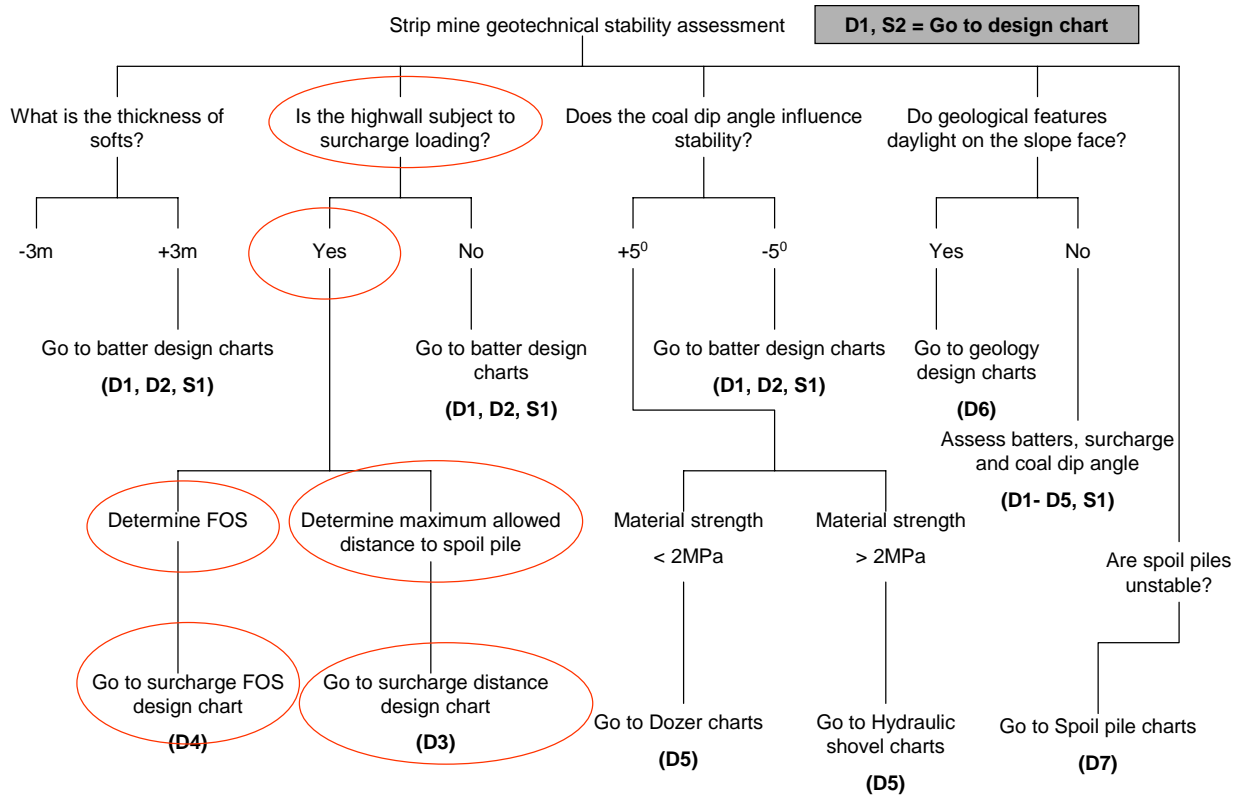 Strip mine geotechnical stability assessment
D1, S2 = Go to design chart
What is the thickness of
softs?
Is the highwall subject to
surcharge loading?
Does the coal dip angle influence
stability?
Do geological features
daylight on the slope face?
-3m
+3m
Yes
No
+5⁰
-5⁰
Yes
No
Go to batter design charts
(D1, D2, S1)
Go to batter design
charts
(D1, D2, S1)
Go to batter design charts
(D1, D2, S1)
Go to geology
design charts
(D6)
Assess batters, surcharge
and coal dip angle
(D1- D5, S1)
Determine FOS
Determine maximum allowed
distance to spoil pile
Material strength
< 2MPa
Material strength
> 2MPa
Are spoil piles
unstable?
Go to surcharge FOS
design chart
(D4)
Go to surcharge distance
design chart
(D3)
Go to Dozer charts
(D5)
Go to Hydraulic
shovel charts
(D5)
Go to Spoil pile charts
(D7)